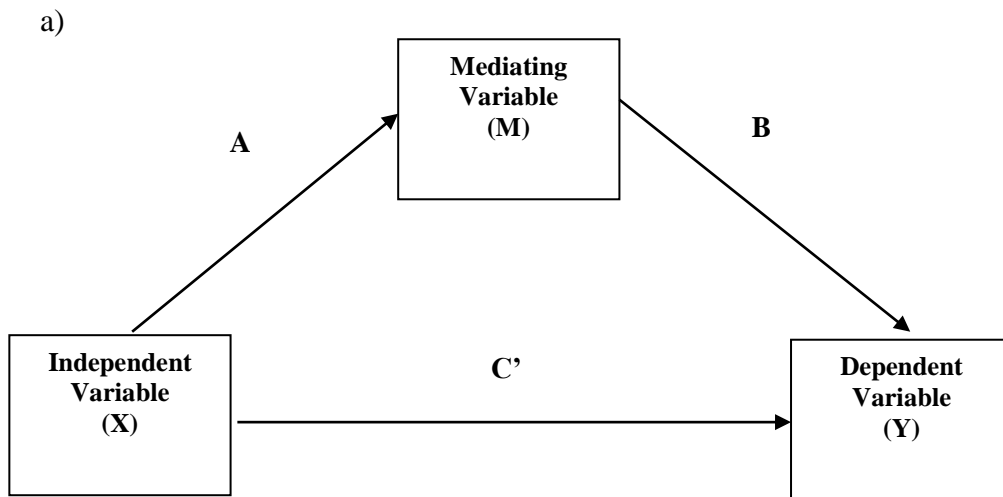 a)
Mediating
Variable
(M)
A
B
Independent
Variable
(X)
C’
Dependent
Variable
(Y)